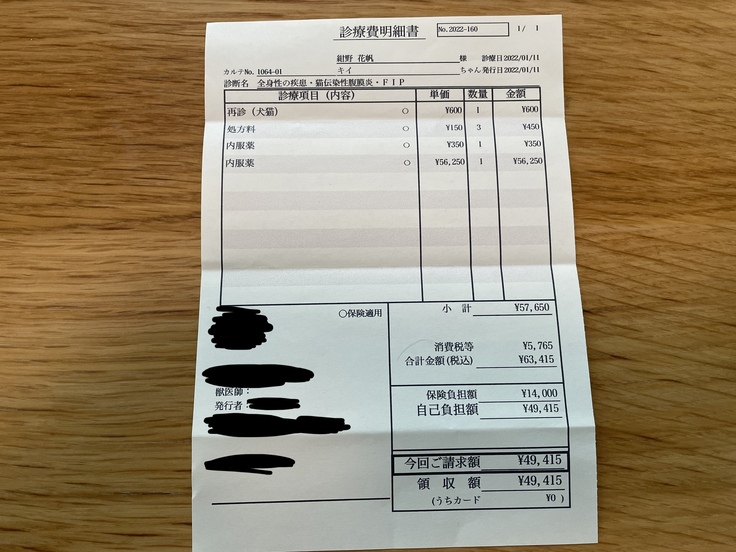 診療費明細書 No.2022-160 1/ 1
紺野 花帆 様 診療日2022/01/11
カルテNo. 1064-01 キイ ちゃん 発行日2022/01/11
診断名 全身性の疾患・猫伝染性腹膜炎・FIP
診療項目(内容) 単価 数量 金額
再診(犬猫) ○ ¥600 1 ¥600
処方料 ○ ¥150 3 ¥450
内服薬 ○ ¥350 1 ¥350
内服薬 ○ ¥56,250 1 ¥56,250
小 計 ¥57,650
○保険適用
消費税等 ¥5,765
合計金額(税込) ¥63,415
獣医師:
発行者:
保険負担額 ¥14,000
自己負担額 ¥49,415
今回ご請求額 ¥49,415
領 収 額 ¥49,415
(うちカード ¥0 )